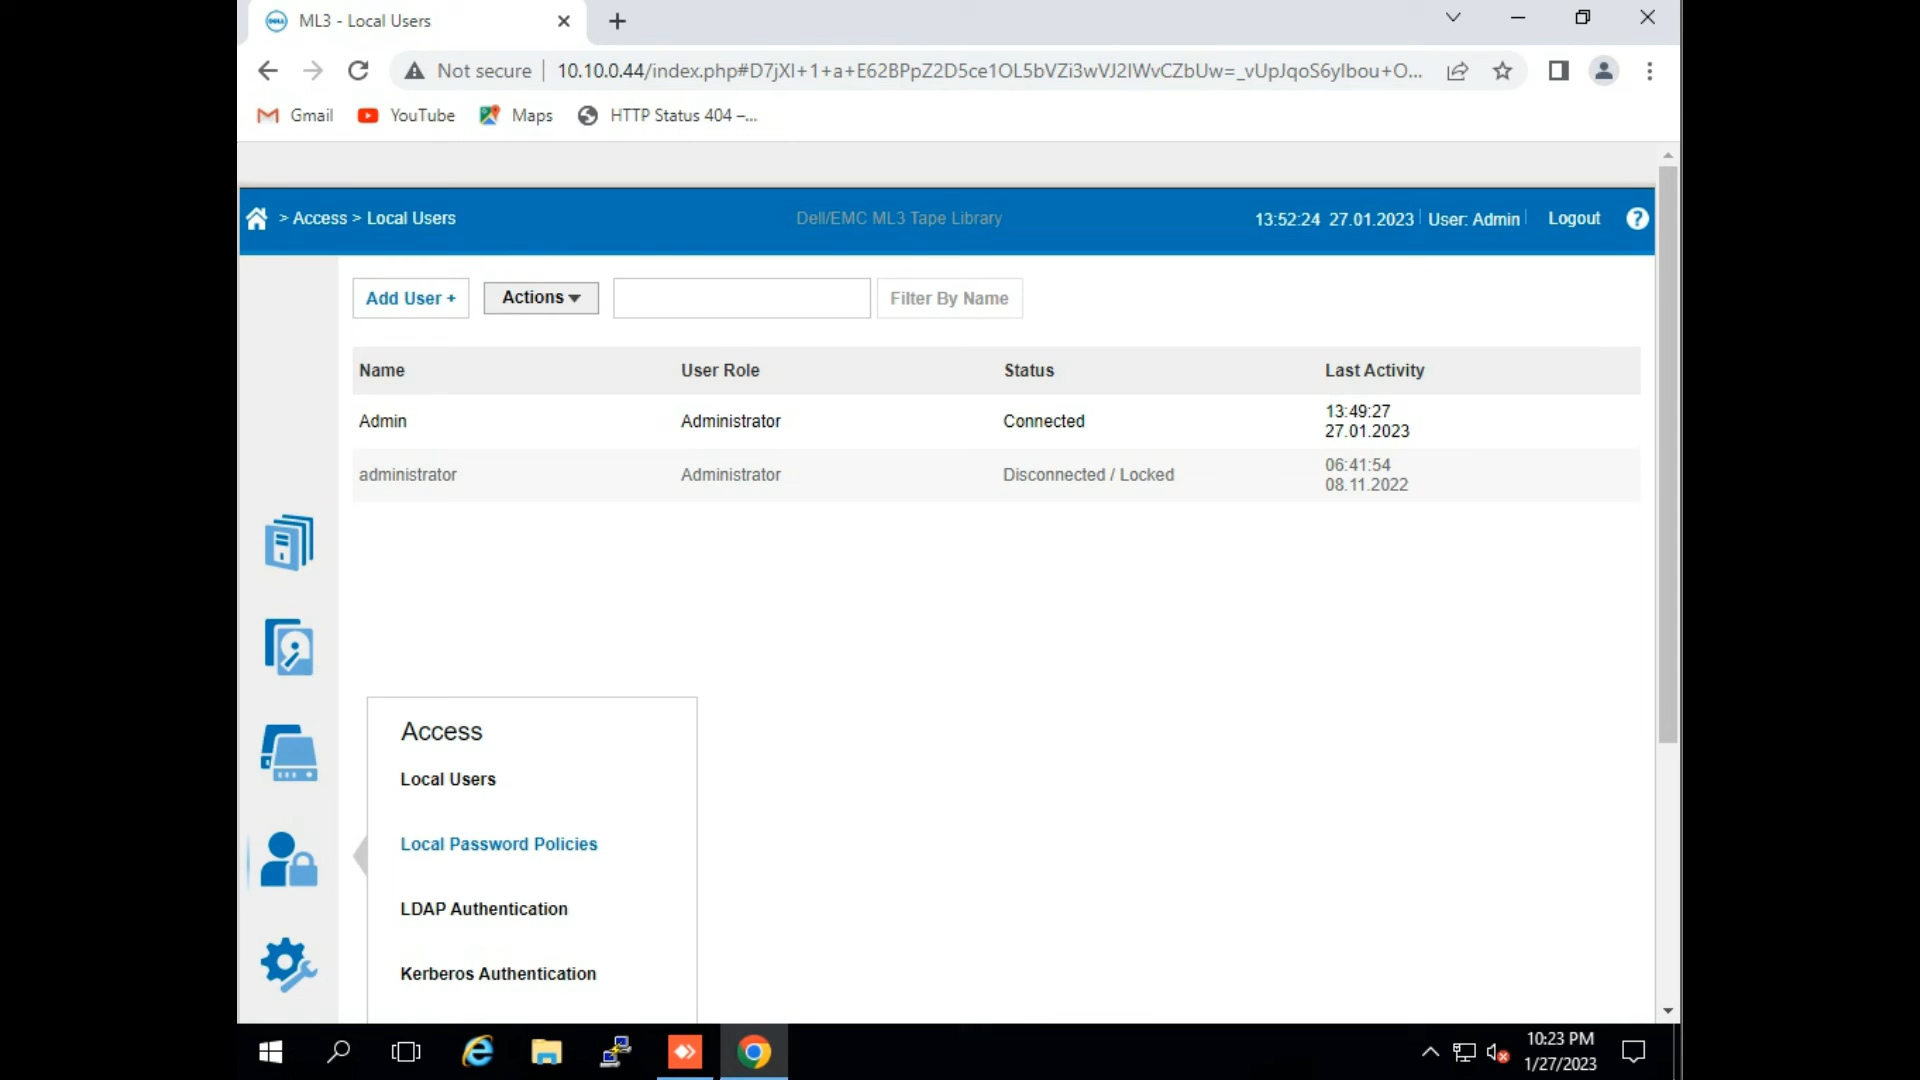 ML3 - Local Users
Not secure
10.10.0.44/index.php#D7jXI+1+a+E62BPpZ2D5ce1OL5bVZi3wVJ2IWvCZbUw=_vUpJqoS6yIbou+O...
Gmail YouTube Maps HTTP Status 404 –...
> Access > Local Users
Dell/EMC ML3 Tape Library
13:52:24 27.01.2023 User: Admin Logout ?
Add User + Actions Filter By Name
Name User Role Status Last Activity
Admin Administrator Connected 13:49:27
27.01.2023
administrator Administrator Disconnected / Locked 06:41:54
08.11.2022
Access
Local Users
Local Password Policies
LDAP Authentication
Kerberos Authentication
10:23 PM
1/27/2023